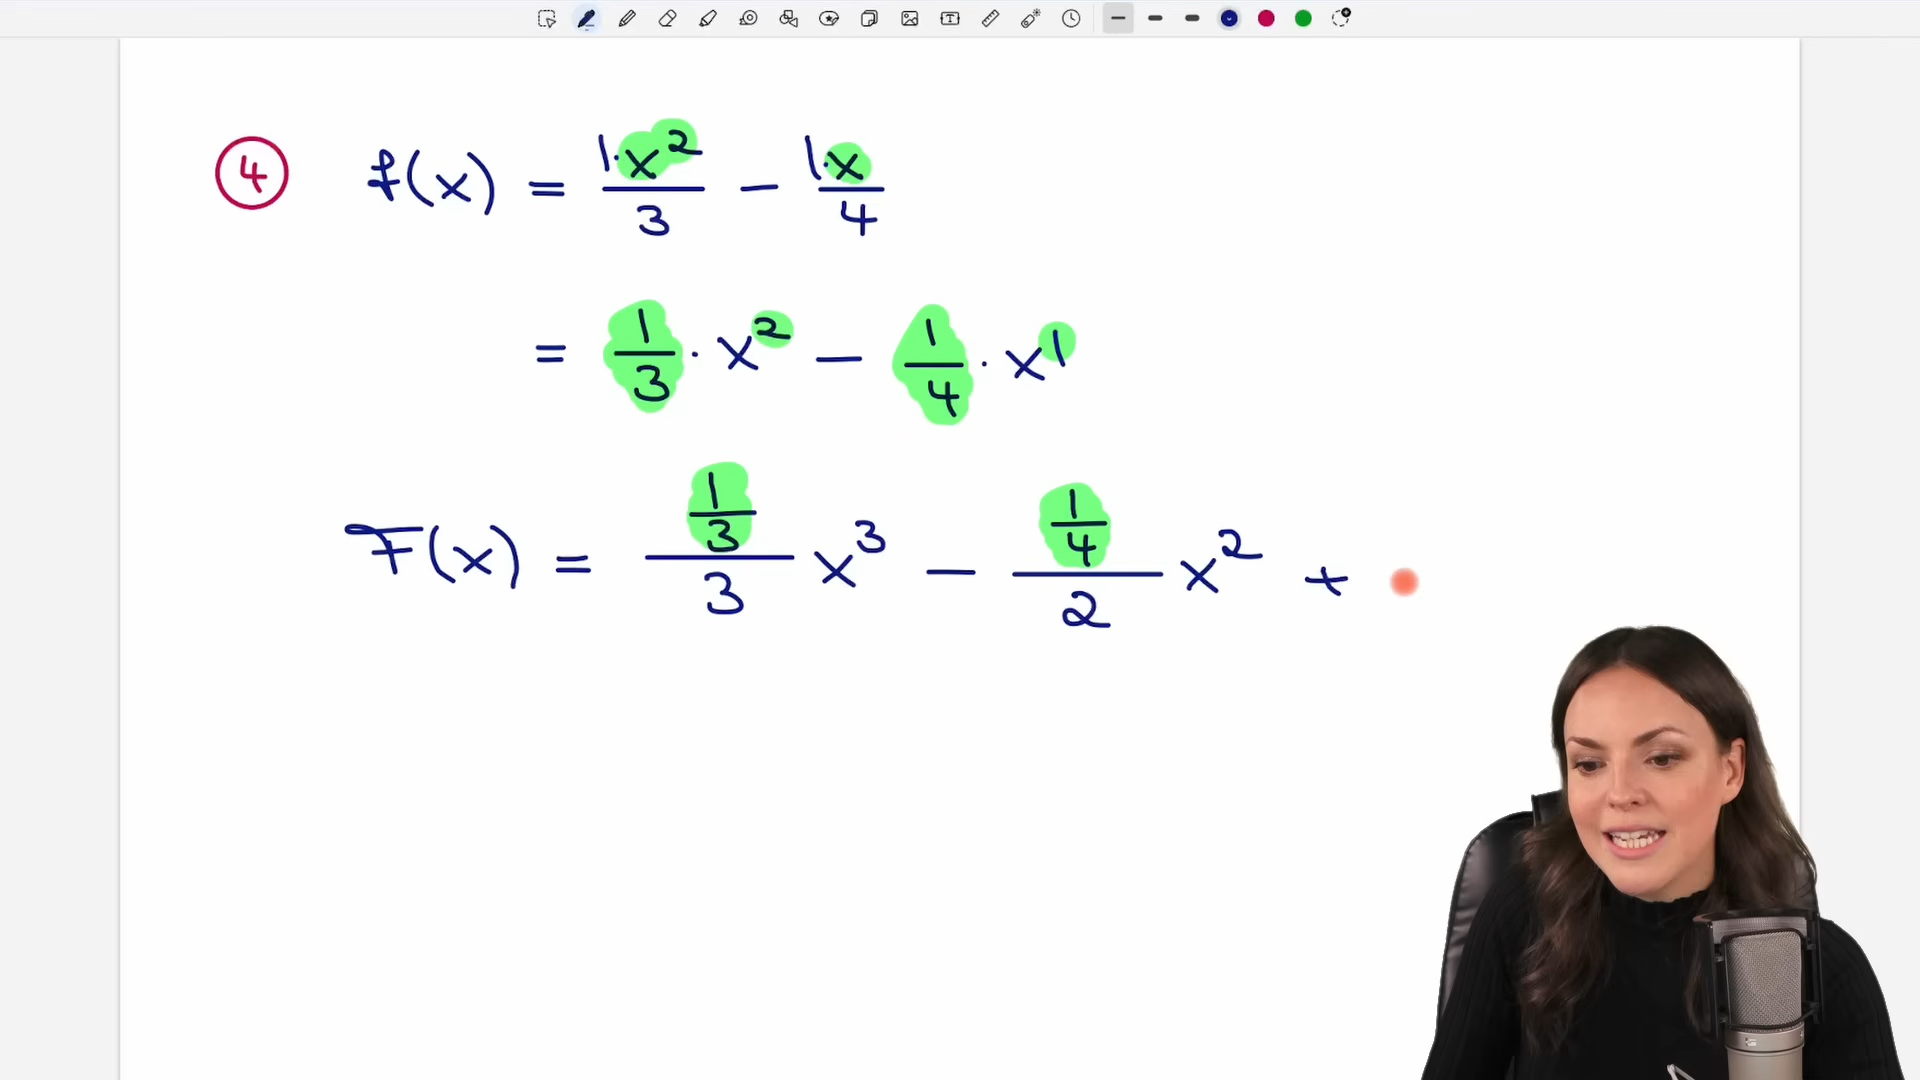 ④ f(x) = 1·x²/3 − 1·x/4
= 1/3 · x² − 1/4 · x¹
F(x) = (1/3)/3 x³ − (1/4)/2 x² +